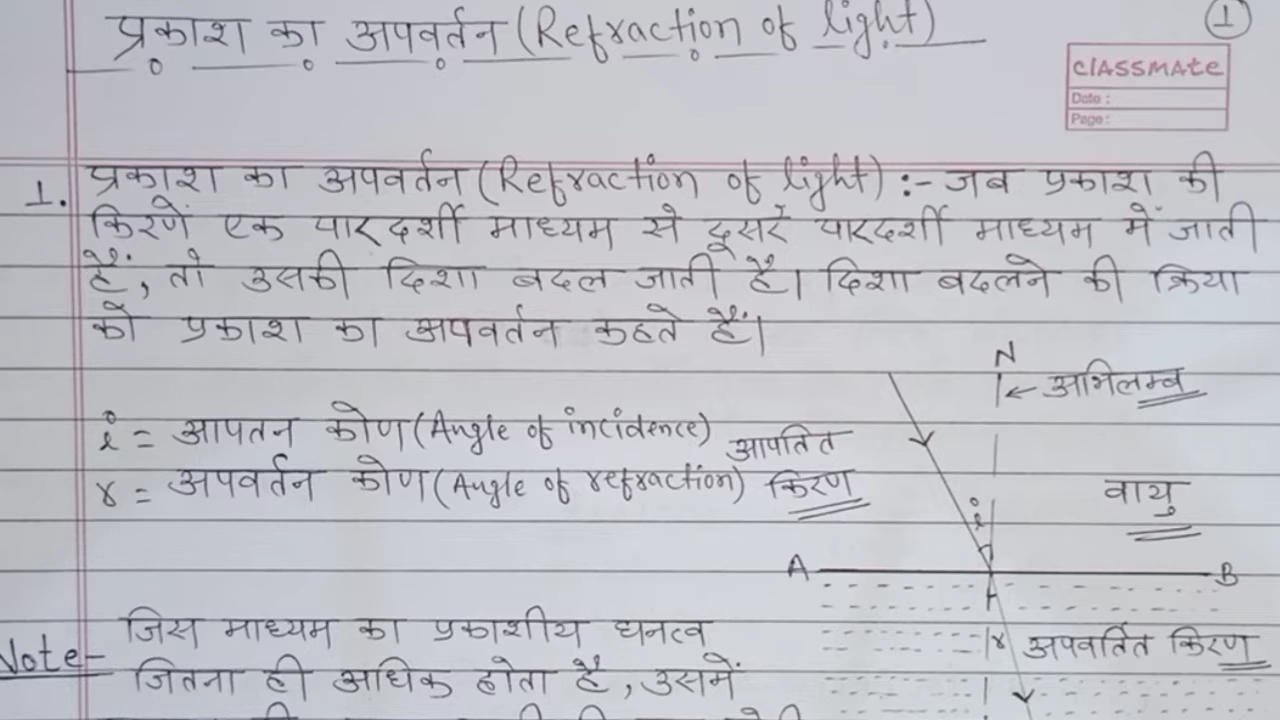 प्रकाश का अपवर्तन (Refraction of light)
1
CLASSMATE
Date :
Page :
1. प्रकाश का अपवर्तन (Refraction of light) :- जब प्रकाश की
किरणें एक पारदर्शी माध्यम से दूसरे पारदर्शी माध्यम में जाती
हैं, तो उसकी दिशा बदल जाती है। दिशा बदलने की क्रिया
को प्रकाश का अपवर्तन कहते हैं।
N
← अभिलम्ब
i = आपतन कोण (Angle of incidence)
r = अपवर्तन कोण (Angle of refraction)
आपतित
किरण
i
वायु
A
B
r अपवर्तित किरण
Note- जिस माध्यम का प्रकाशीय घनत्व
जितना ही अधिक होता है, उसमें